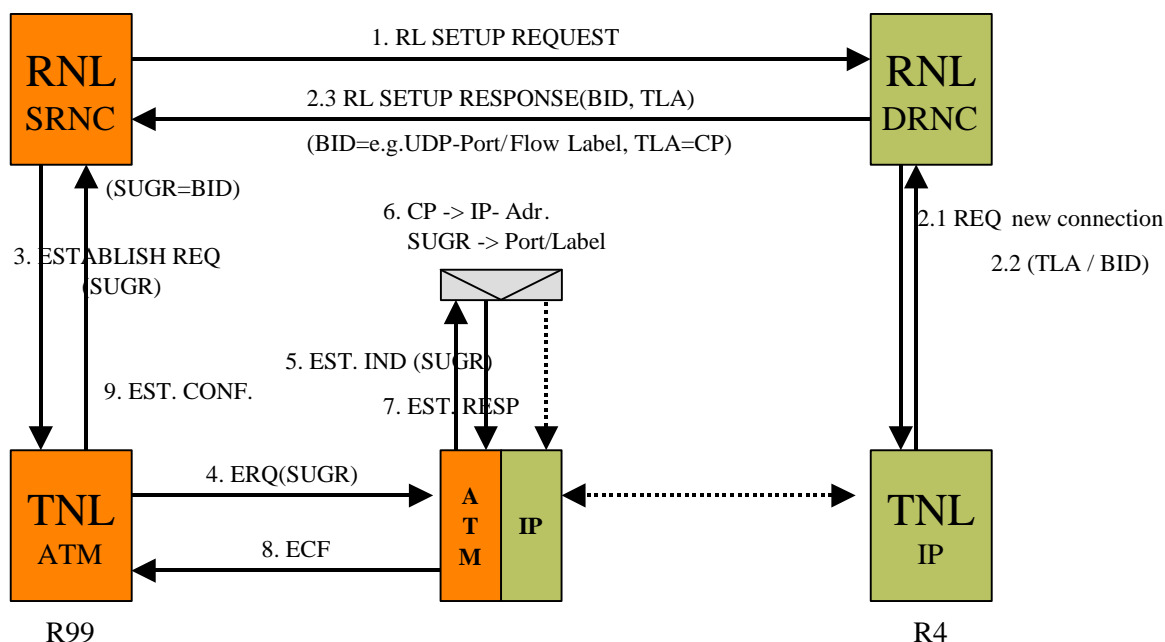 1. RL SETUP REQUEST
RNL
SRNC
RNL
DRNC
2.3 RL SETUP RESPONSE(BID, TLA)
(BID=e.g.UDP-Port/Flow Label, TLA=CP)
(SUGR=BID)
6. CP -> IP- Adr.
SUGR -> Port/Label
2.1 REQ new connection
2.2 (TLA / BID)
3. ESTABLISH REQ
(SUGR)
5. EST. IND (SUGR)
9. EST. CONF.
7. EST. RESP
4. ERQ(SUGR)
TNL
ATM
A
T
M
IP
TNL
IP
8. ECF
R99
R4